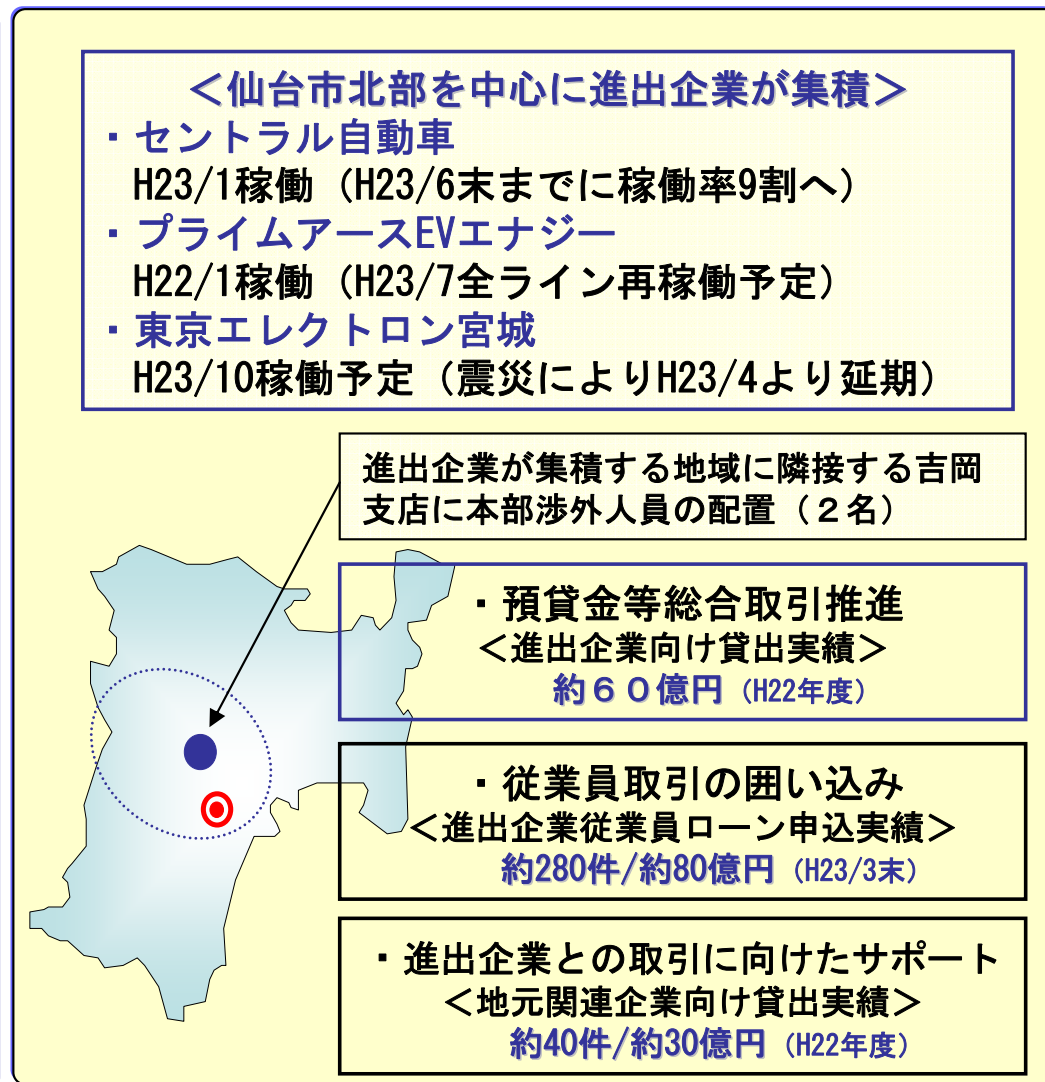 ＜仙台市北部を中心に進出企業が集積＞
・セントラル自動車
H23/1稼働（H23/6末までに稼働率9割へ）
・プライムアースEVエナジー
H22/1稼働（H23/7全ライン再稼働予定）
・東京エレクトロン宮城
H23/10稼働予定（震災によりH23/4より延期）
進出企業が集積する地域に隣接する吉岡
支店に本部渉外人員の配置（２名）
・預貸金等総合取引推進
＜進出企業向け貸出実績＞
約６０億円（H22年度）
・従業員取引の囲い込み
＜進出企業従業員ローン申込実績＞
約280件/約80億円（H23/3末）
・進出企業との取引に向けたサポート
＜地元関連企業向け貸出実績＞
約40件/約30億円（H22年度）